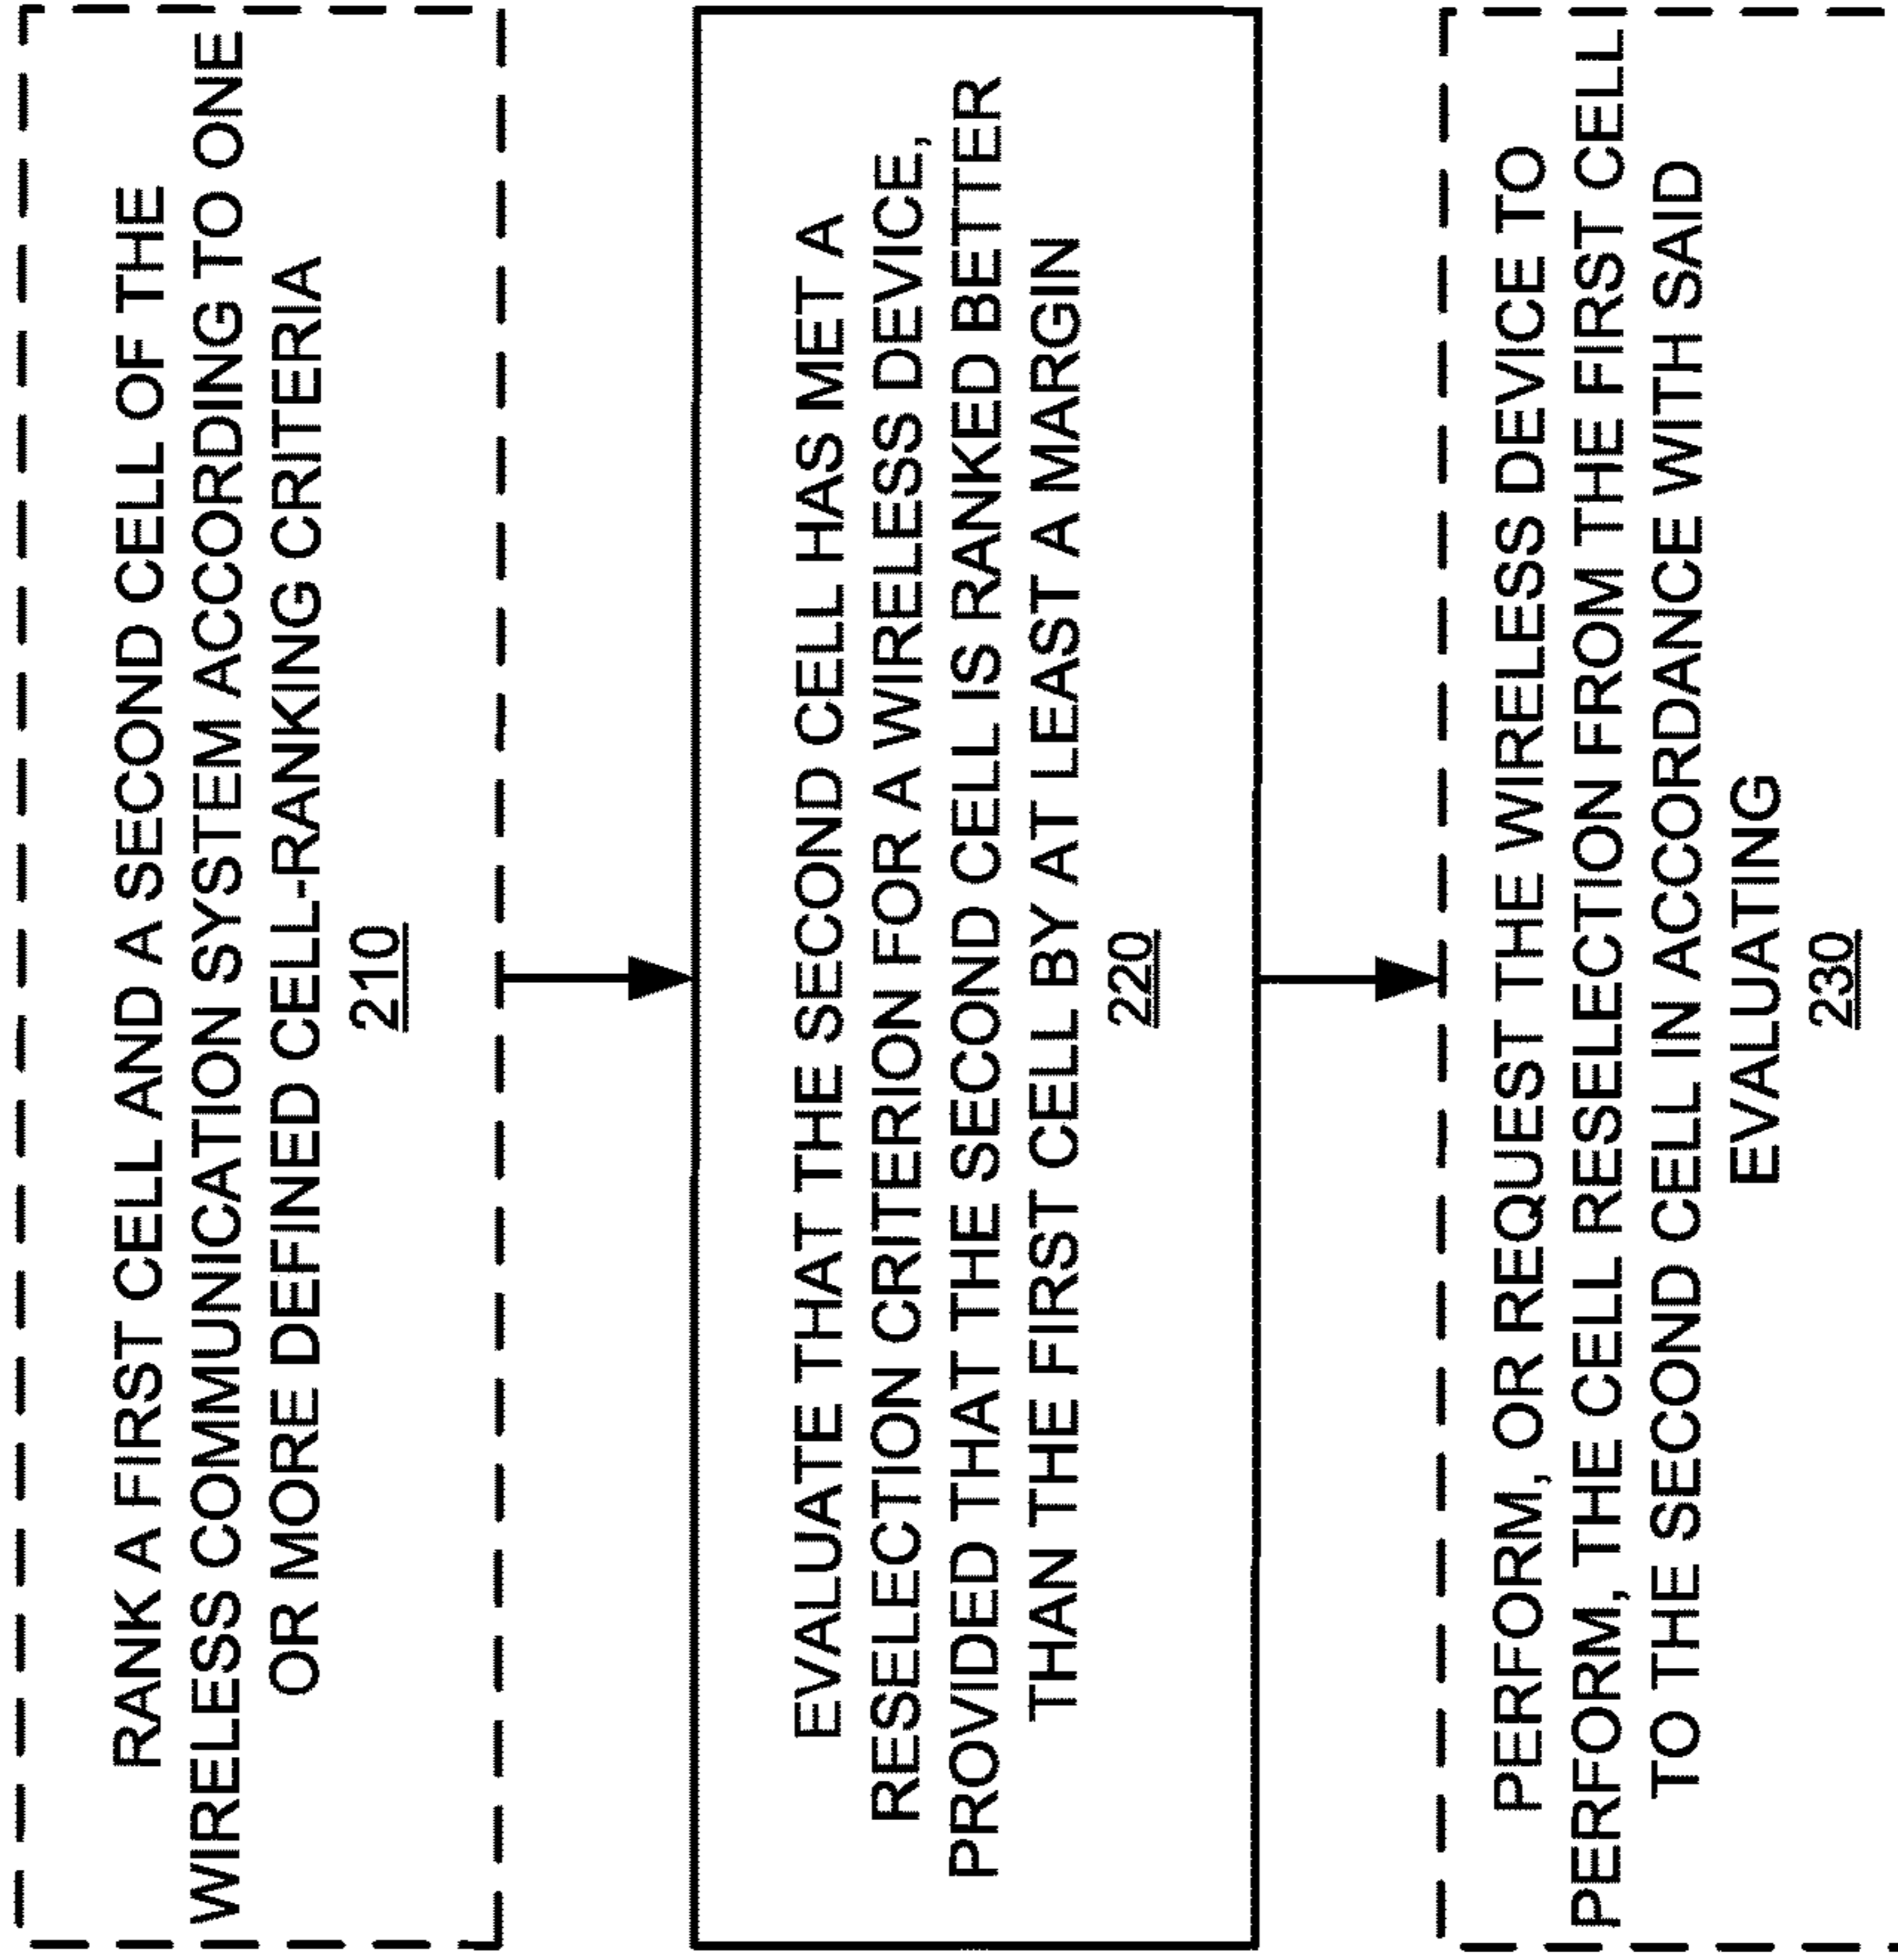 RANK A FIRST CELL AND A SECOND CELL OF THE
WIRELESS COMMUNICATION SYSTEM ACCORDING TO ONE
OR MORE DEFINED CELL-RANKING CRITERIA
210
EVALUATE THAT THE SECOND CELL HAS MET A
RESELECTION CRITERION FOR A WIRELESS DEVICE,
PROVIDED THAT THE SECOND CELL IS RANKED BETTER
THAN THE FIRST CELL BY AT LEAST A MARGIN
220
PERFORM, OR REQUEST THE WIRELESS DEVICE TO
PERFORM, THE CELL RESELECTION FROM THE FIRST CELL
TO THE SECOND CELL IN ACCORDANCE WITH SAID
EVALUATING
230